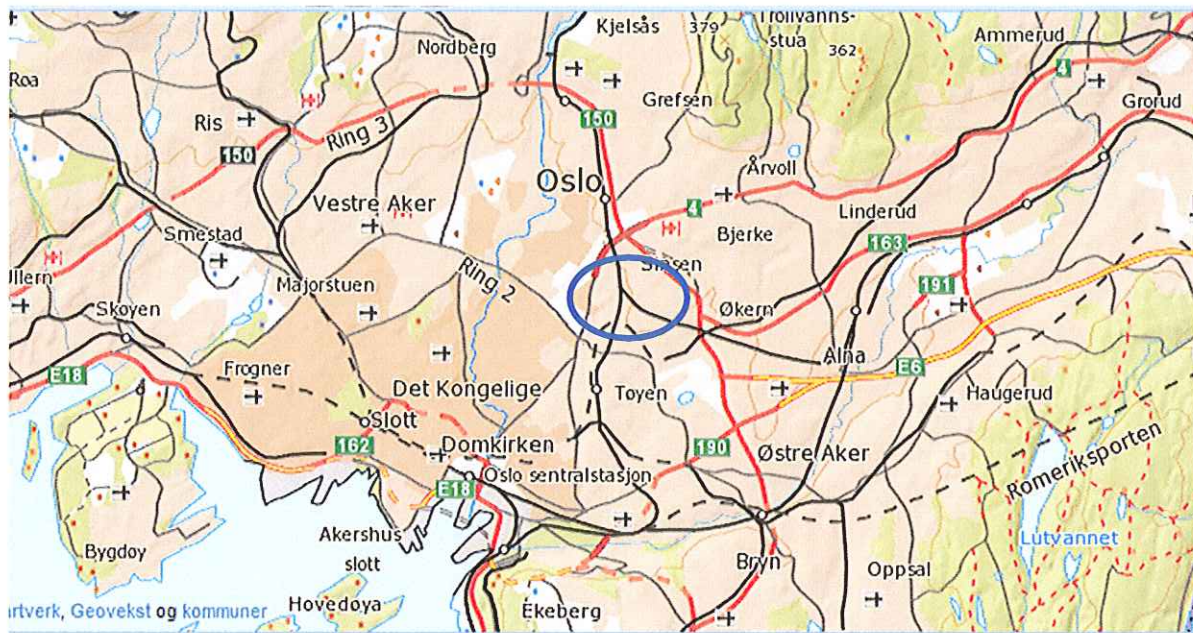 Kjelsås
379
Trollvanns-
stua
362
Ammerud
4
Nordberg
Grorud
Røa
Grefsen
Ris
Ring 3
150
150
Årvoll
Oslo
4
Linderud
Vestre Aker
Bjerke
163
Smestad
Sinsen
Ullern
Ring 2
191
Majorstuen
Skøyen
Økern
Alna
E6
Frogner
E18
Det Kongelige
Tøyen
Haugerud
Slott
162
Domkirken
190
Østre Aker
Oslo sentralstasjon
E18
Romeriksporten
Akershus
slott
Lutvannet
Bygdøy
Bryn
Oppsal
Hovedøya
Ekeberg
artverk, Geovekst og kommuner